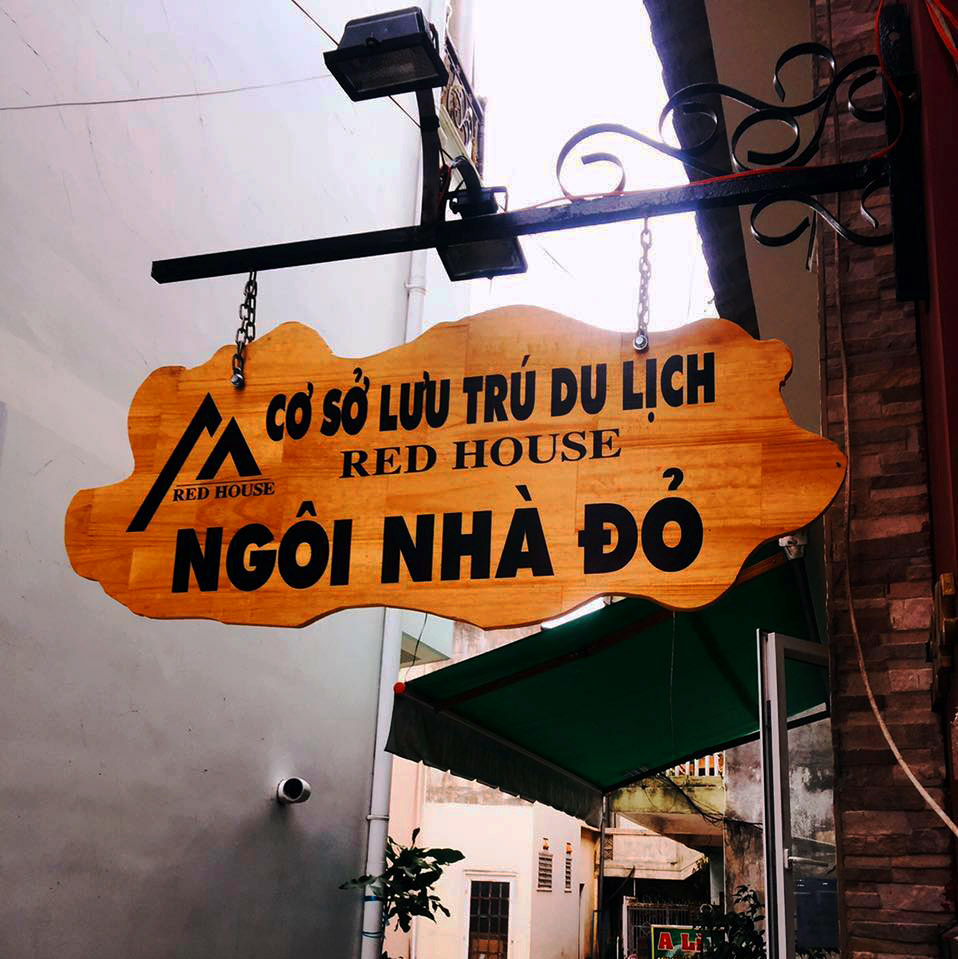 CƠ SỞ LƯU TRÚ DU LỊCH
RED HOUSE
RED HOUSE
NGÔI NHÀ ĐỎ